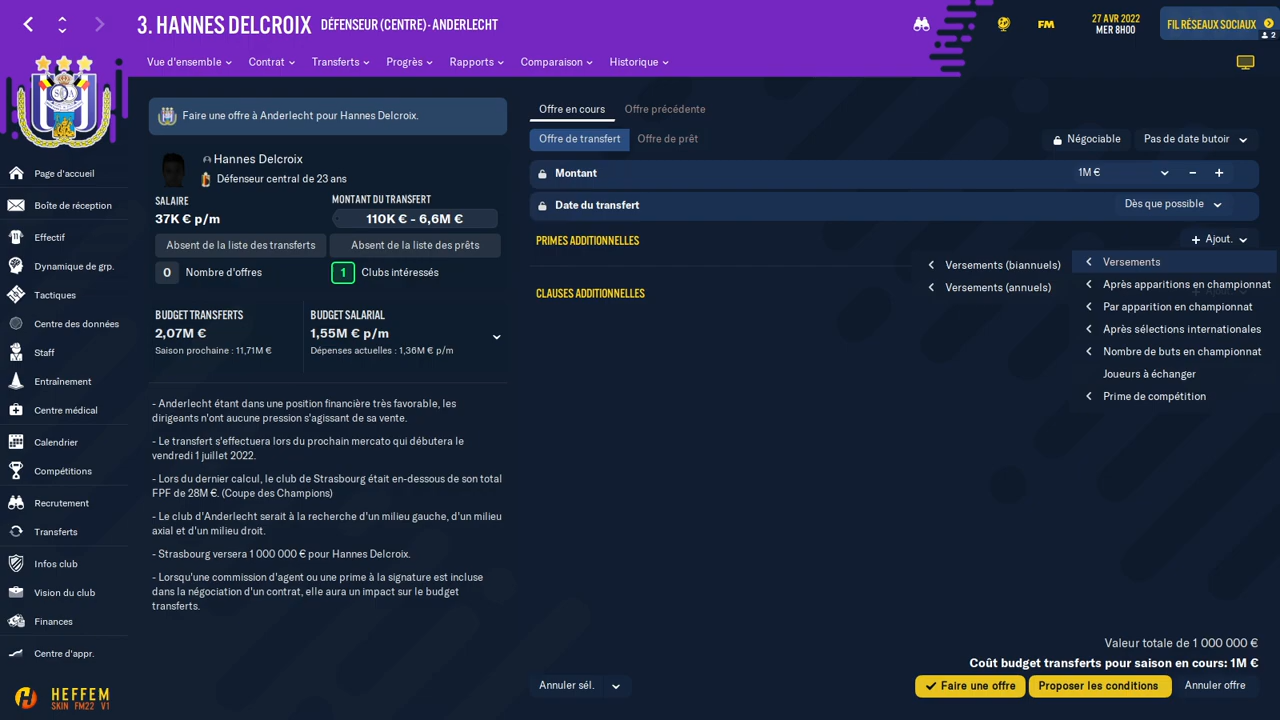 3. HANNES DELCROIX DÉFENSEUR (CENTRE) - ANDERLECHT
FM
27 AVR 2022
MER 8H00
FIL RÉSEAUX SOCIAUX
2
Vue d'ensemble
Contrat
Transferts
Progrès
Rapports
Comparaison
Historique
Page d'accueil
Boîte de réception
Effectif
Dynamique de grp.
Tactiques
Centre des données
Staff
Entraînement
Centre médical
Calendrier
Compétitions
Recrutement
Transferts
Infos club
Vision du club
Finances
Centre d'appr.
HEFFEM
SKIN FM22 V1
Faire une offre à Anderlecht pour Hannes Delcroix.
Hannes Delcroix
Défenseur central de 23 ans
SALAIRE
37K € p/m
MONTANT DU TRANSFERT
110K € - 6,6M €
Absent de la liste des transferts
Absent de la liste des prêts
0 Nombre d'offres
1 Clubs intéressés
BUDGET TRANSFERTS
2,07M €
Saison prochaine : 11,71M €
BUDGET SALARIAL
1,55M € p/m
Dépenses actuelles : 1,36M € p/m
- Anderlecht étant dans une position financière très favorable, les
dirigeants n'ont aucune pression s'agissant de sa vente.
- Le transfert s'effectuera lors du prochain mercato qui débutera le
vendredi 1 juillet 2022.
- Lors du dernier calcul, le club de Strasbourg était en-dessous de son total
FPF de 28M €. (Coupe des Champions)
- Le club d'Anderlecht serait à la recherche d'un milieu gauche, d'un milieu
axial et d'un milieu droit.
- Strasbourg versera 1 000 000 € pour Hannes Delcroix.
- Lorsqu'une commission d'agent ou une prime à la signature est incluse
dans la négociation d'un contrat, elle aura un impact sur le budget
transferts.
Offre en cours
Offre précédente
Offre de transfert
Offre de prêt
Négociable
Pas de date butoir
Montant
1M €
Date du transfert
Dès que possible
PRIMES ADDITIONNELLES
Ajout.
Versements (biannuels)
Versements (annuels)
Versements
Après apparitions en championnat
Par apparition en championnat
Après sélections internationales
Nombre de buts en championnat
Joueurs à échanger
Prime de compétition
CLAUSES ADDITIONNELLES
Valeur totale de 1 000 000 €
Coût budget transferts pour saison en cours: 1M €
Annuler sél.
Faire une offre
Proposer les conditions
Annuler offre